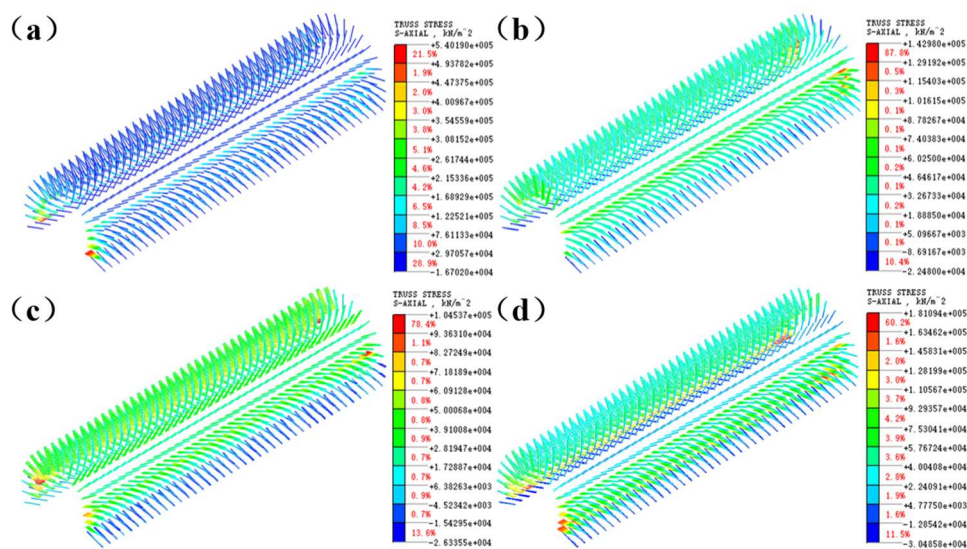 (a)
TRUSS STRESS
S-AXIAL , kN/m^2
+5.40190e+005
21.5%
+4.93782e+005
1.9%
+4.47375e+005
2.0%
+4.00967e+005
3.0%
+3.54559e+005
3.8%
+3.08152e+005
5.1%
+2.61744e+005
4.6%
+2.15336e+005
4.2%
+1.68929e+005
6.5%
+1.22521e+005
8.5%
+7.61133e+004
10.0%
+2.97057e+004
28.9%
-1.67020e+004
(b)
TRUSS STRESS
S-AXIAL , kN/m^2
+1.42980e+005
87.8%
+1.29192e+005
0.5%
+1.15403e+005
0.3%
+1.01615e+005
0.1%
+8.78267e+004
0.1%
+7.40383e+004
0.1%
+6.02500e+004
0.2%
+4.64617e+004
0.1%
+3.26733e+004
0.2%
+1.88850e+004
0.1%
+5.09667e+003
0.1%
-8.69167e+003
10.4%
-2.24800e+004
(c)
TRUSS STRESS
S-AXIAL , kN/m^2
+1.04537e+005
78.4%
+9.36310e+004
1.1%
+8.27249e+004
0.7%
+7.18189e+004
0.7%
+6.09128e+004
0.8%
+5.00068e+004
0.8%
+3.91008e+004
0.9%
+2.81947e+004
0.7%
+1.72887e+004
0.7%
+6.38263e+003
0.9%
-4.52342e+003
0.7%
-1.54295e+004
13.6%
-2.63355e+004
(d)
TRUSS STRESS
S-AXIAL , kN/m^2
+1.81094e+005
60.2%
+1.63462e+005
1.6%
+1.45831e+005
2.0%
+1.28199e+005
3.0%
+1.10567e+005
3.7%
+9.29357e+004
4.2%
+7.53041e+004
3.9%
+5.76724e+004
3.6%
+4.00408e+004
2.8%
+2.24091e+004
1.9%
+4.77750e+003
1.6%
-1.28542e+004
11.5%
-3.04858e+004